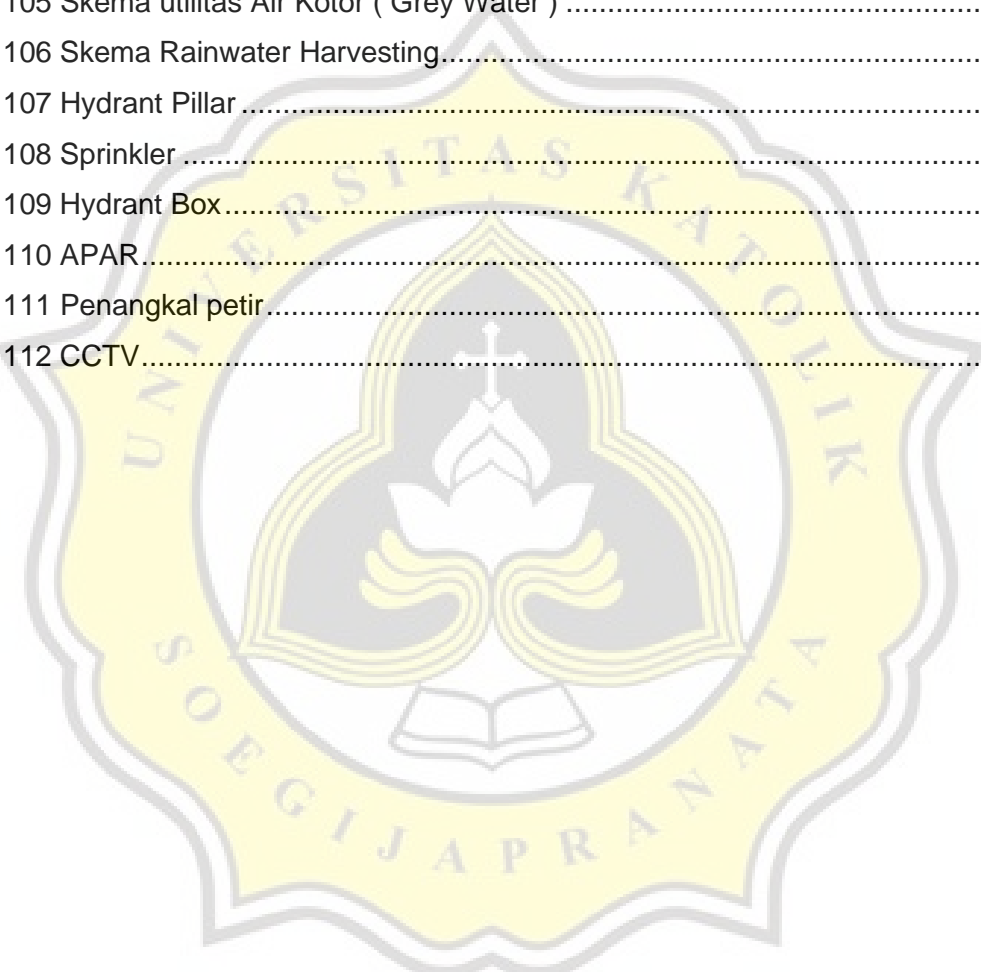 105 Skema utilitas Air Kotor ( Grey Water ) ....................................................
106 Skema Rainwater Harvesting....................................................................
107 Hydrant Pillar ............................................................................................
108 Sprinkler ...................................................................................................
109 Hydrant Box ..............................................................................................
110 APAR.........................................................................................................
111 Penangkal petir .........................................................................................
112 CCTV.........................................................................................................
UNIVERSITAS KATOLIK
SOEGIJAPRANATA